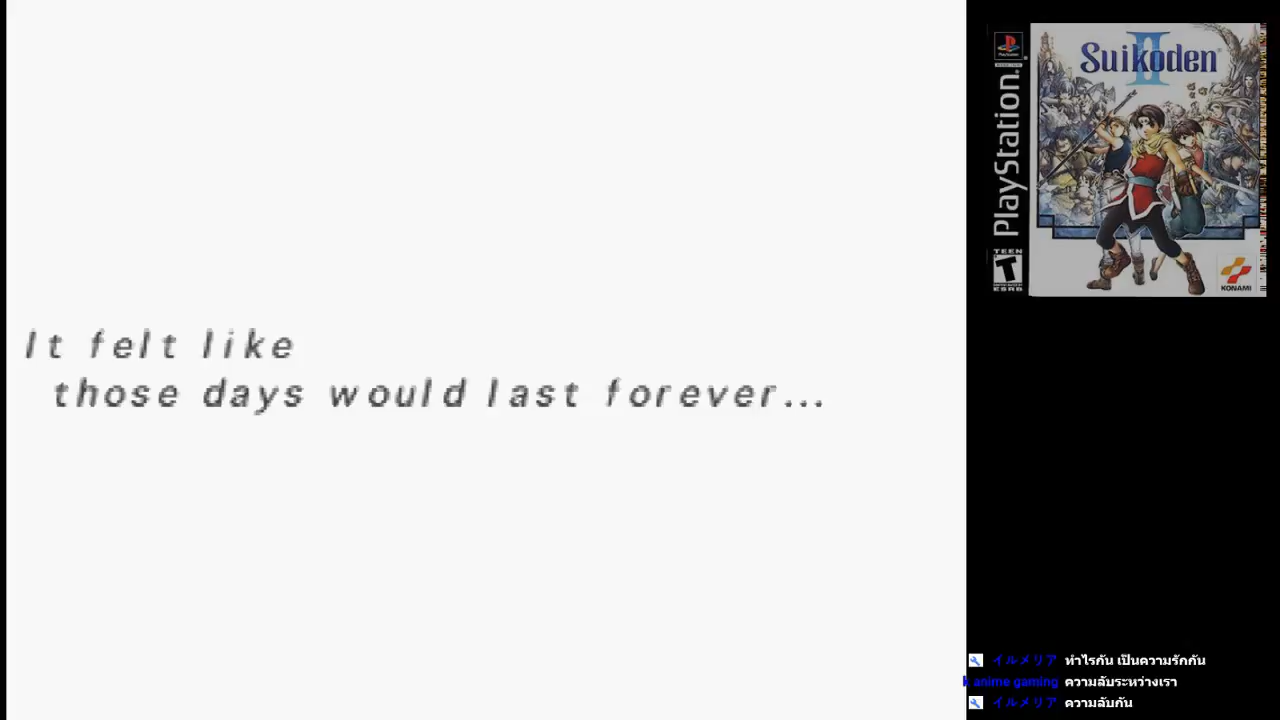 It felt like
those days would last forever...
PlayStation
Suikoden
II
TEEN
T
ESRB
KONAMI
イルメリア ทำไรกัน เป็นความรักกัน
k anime gaming ความลับระหว่างเรา
イルメリア ความลับกัน